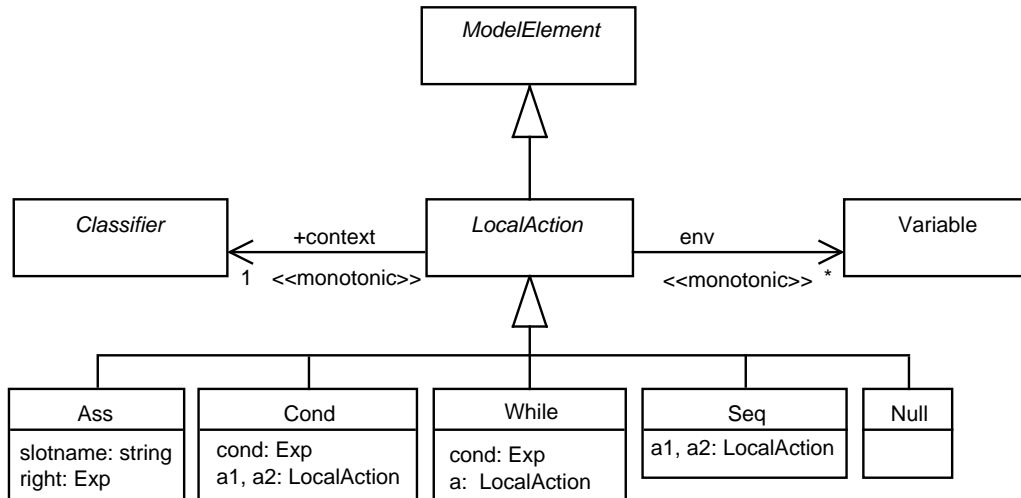 ModelElement
Classifier
LocalAction
Variable
+context
env
1
<<monotonic>>
<<monotonic>>
*
Ass
slotname: string
right: Exp
Cond
cond: Exp
a1, a2: LocalAction
While
cond: Exp
a: LocalAction
Seq
a1, a2: LocalAction
Null